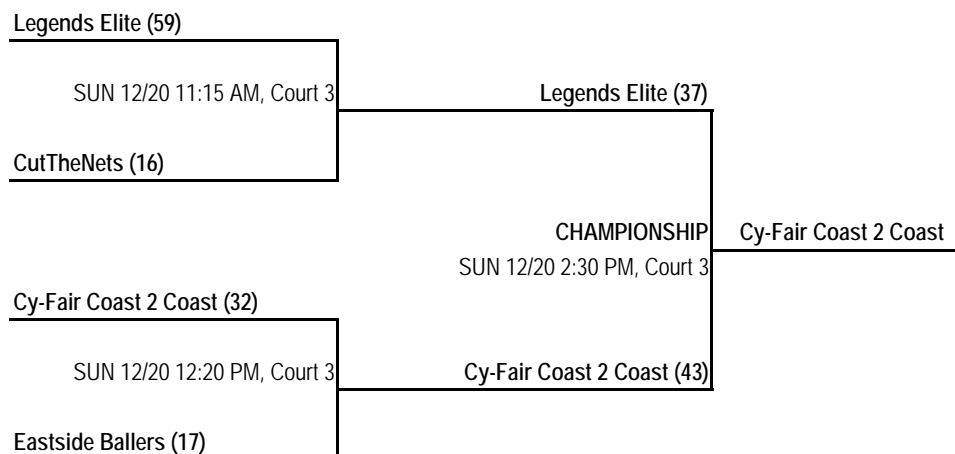 Legends Elite (59)
SUN 12/20 11:15 AM, Court 3
Legends Elite (37)
CutTheNets (16)
CHAMPIONSHIP
Cy-Fair Coast 2 Coast
SUN 12/20 2:30 PM, Court 3
Cy-Fair Coast 2 Coast (32)
SUN 12/20 12:20 PM, Court 3
Cy-Fair Coast 2 Coast (43)
Eastside Ballers (17)